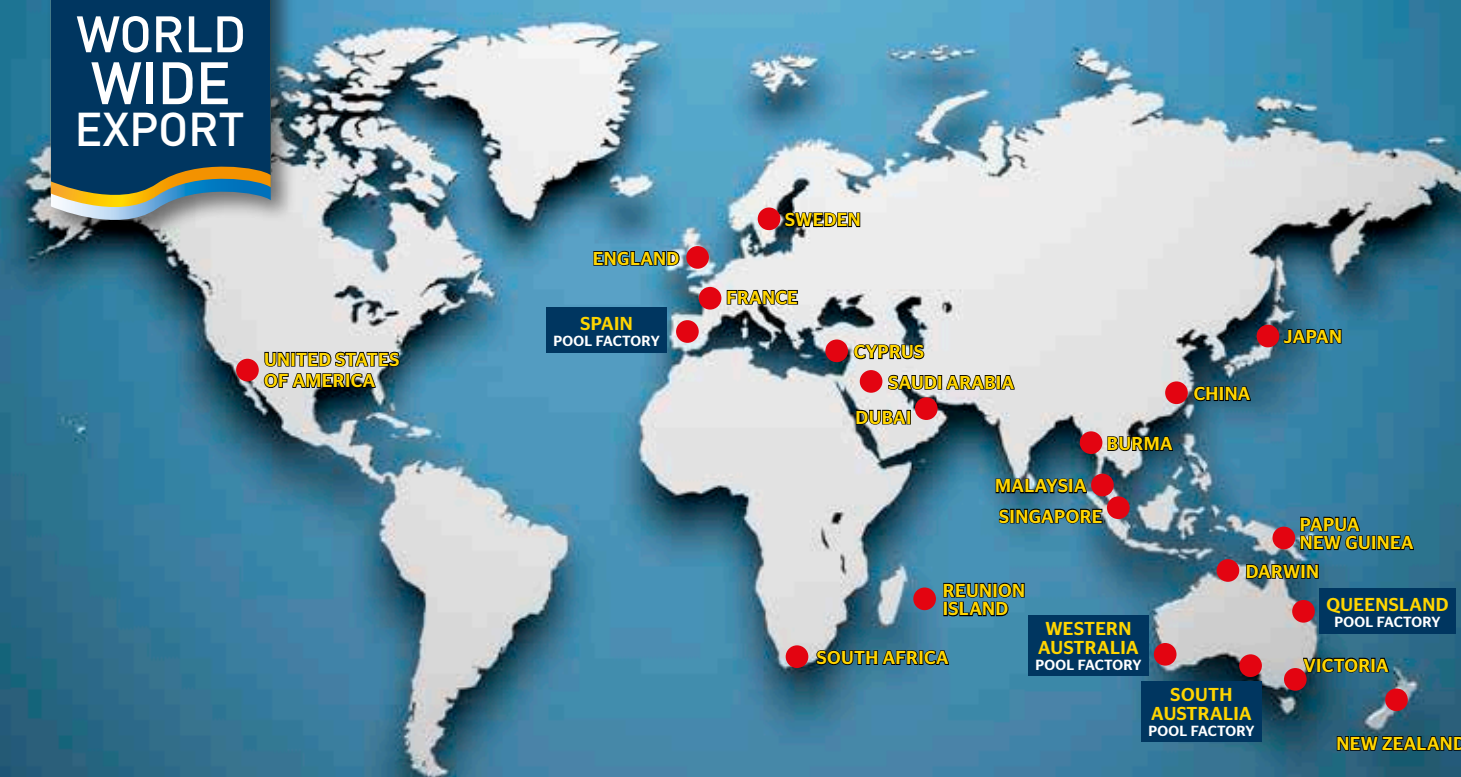 WORLD
WIDE
EXPORT
SWEDEN
ENGLAND
FRANCE
SPAIN
POOL FACTORY
UNITED STATES
OF AMERICA
CYPRUS
JAPAN
SAUDI ARABIA
CHINA
DUBAI
BURMA
MALAYSIA
SINGAPORE
PAPUA
NEW GUINEA
DARWIN
REUNION
ISLAND
QUEENSLAND
POOL FACTORY
WESTERN
AUSTRALIA
POOL FACTORY
SOUTH AFRICA
VICTORIA
SOUTH
AUSTRALIA
POOL FACTORY
NEW ZEALAND